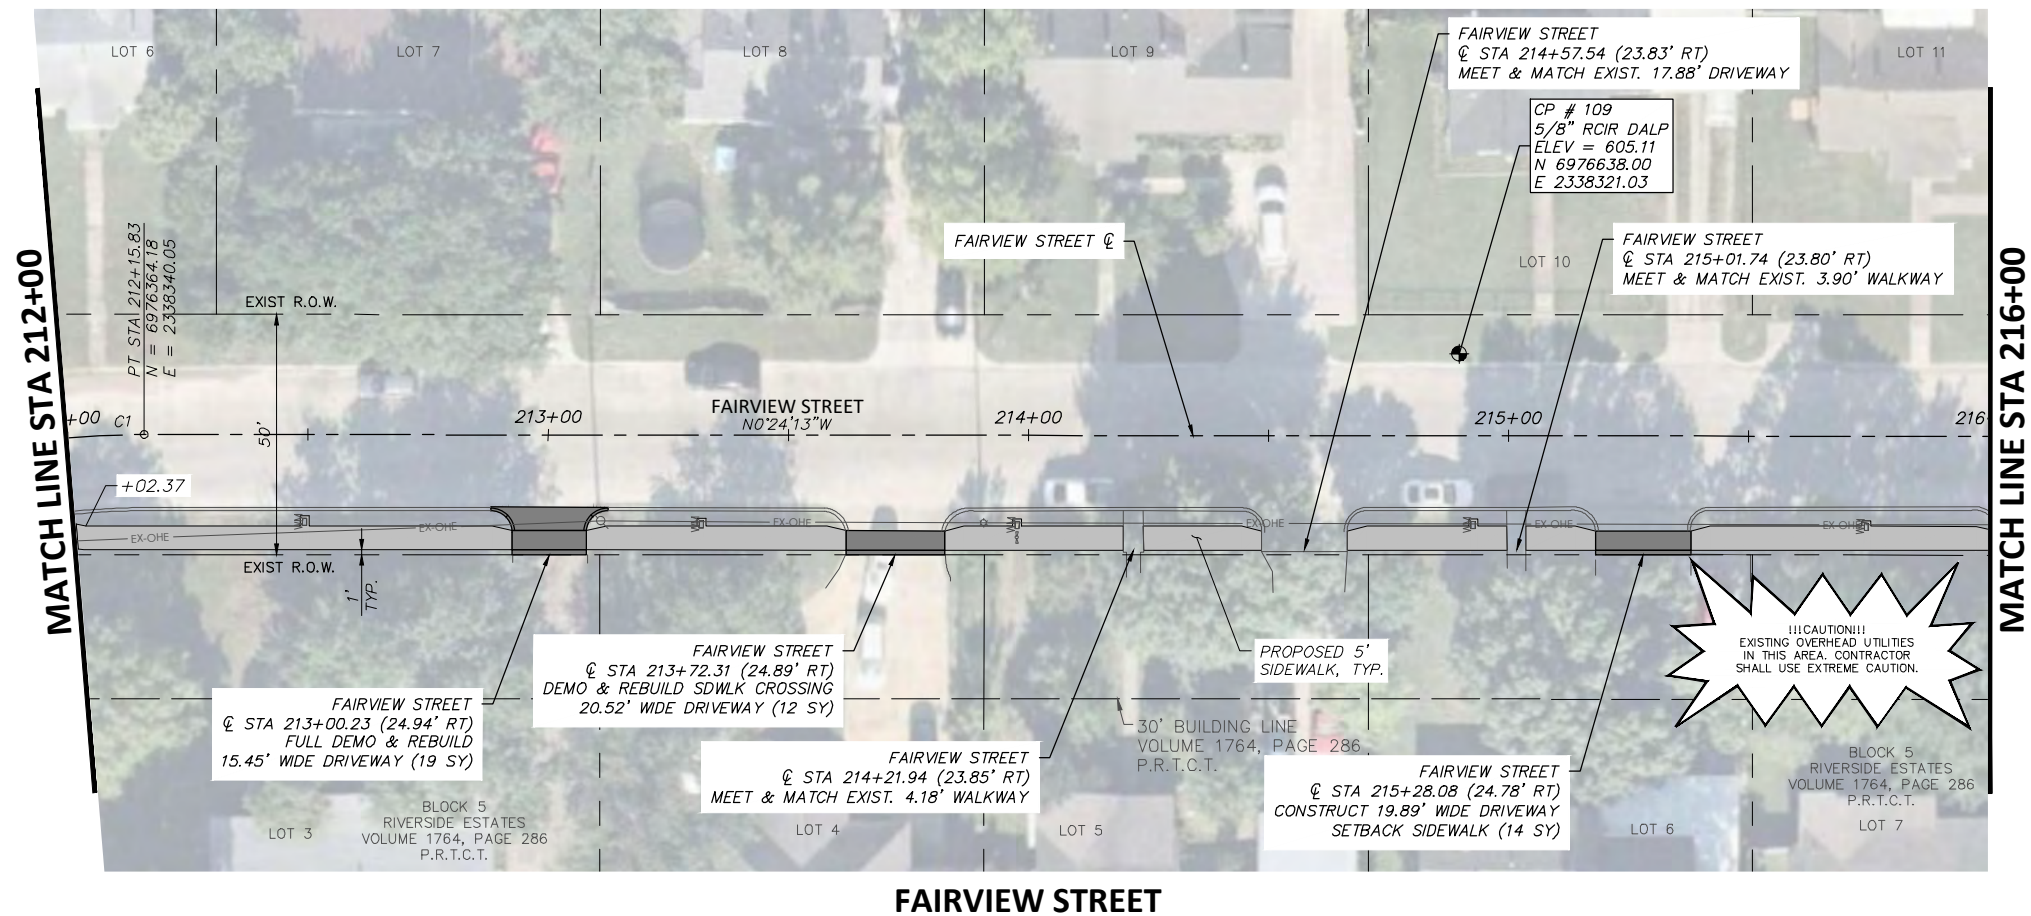 LOT 6
LOT 7
LOT 8
LOT 9
LOT 11
FAIRVIEW STREET
℄ STA 214+57.54 (23.83' RT)
MEET & MATCH EXIST. 17.88' DRIVEWAY
CP # 109
5/8" RCIR DALP
ELEV = 605.11
N 6976638.00
E 2338321.03
FAIRVIEW STREET ℄
LOT 10
FAIRVIEW STREET
℄ STA 215+01.74 (23.80' RT)
MEET & MATCH EXIST. 3.90' WALKWAY
PT STA 212+15.83
N = 6976364.18
E = 2338340.05
EXIST R.O.W.
MATCH LINE STA 212+00
MATCH LINE STA 216+00
+00
C1
50'
213+00
FAIRVIEW STREET
N0°24'13"W
214+00
215+00
216
+02.37
EX-OHE
EX-OHE
EX-OHE
EX-OHE
EX-OHE
EX-OHE
WM
WM
WM
WM
WM
EXIST R.O.W.
1'
TYP.
FAIRVIEW STREET
℄ STA 213+00.23 (24.94' RT)
FULL DEMO & REBUILD
15.45' WIDE DRIVEWAY (19 SY)
FAIRVIEW STREET
℄ STA 213+72.31 (24.89' RT)
DEMO & REBUILD SDWLK CROSSING
20.52' WIDE DRIVEWAY (12 SY)
FAIRVIEW STREET
℄ STA 214+21.94 (23.85' RT)
MEET & MATCH EXIST. 4.18' WALKWAY
PROPOSED 5'
SIDEWALK, TYP.
30' BUILDING LINE
VOLUME 1764, PAGE 286
P.R.T.C.T.
FAIRVIEW STREET
℄ STA 215+28.08 (24.78' RT)
CONSTRUCT 19.89' WIDE DRIVEWAY
SETBACK SIDEWALK (14 SY)
!!!CAUTION!!!
EXISTING OVERHEAD UTILITIES
IN THIS AREA. CONTRACTOR
SHALL USE EXTREME CAUTION.
BLOCK 5
RIVERSIDE ESTATES
VOLUME 1764, PAGE 286
P.R.T.C.T.
LOT 3
BLOCK 5
RIVERSIDE ESTATES
VOLUME 1764, PAGE 286
P.R.T.C.T.
LOT 4
LOT 5
LOT 6
LOT 7
FAIRVIEW STREET